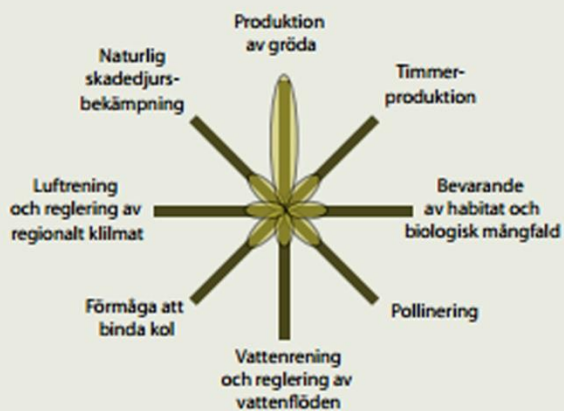 Produktion
av gröda
Naturlig
skadedjurs-
bekämpning
Timmer-
produktion
Luftrening
och reglering av
regionalt klilmat
Bevarande
av habitat och
biologisk mångfald
Förmåga att
binda kol
Pollinering
Vattenrening
och reglering av
vattenflöden